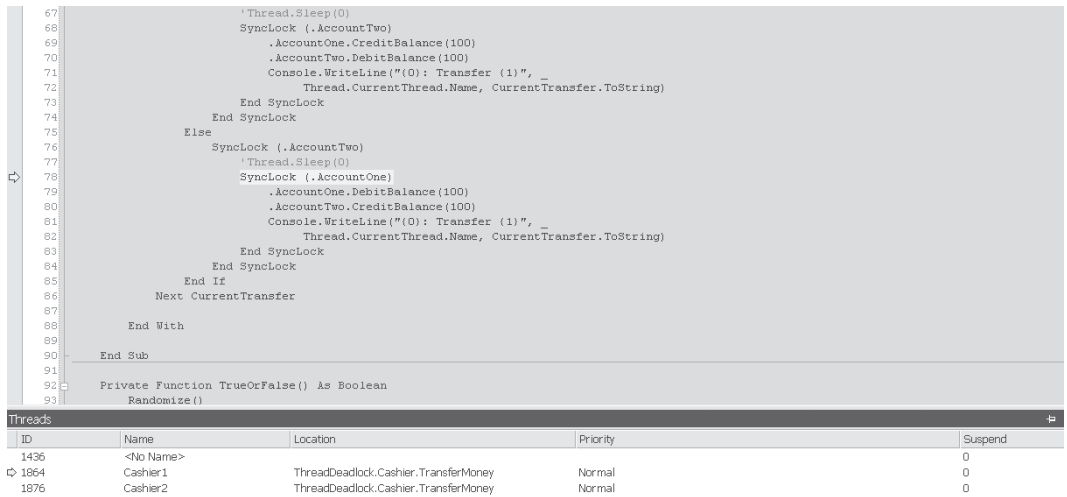 67 'Thread.Sleep(0)
68 SyncLock (.AccountTwo)
69 .AccountOne.CreditBalance(100)
70 .AccountTwo.DebitBalance(100)
71 Console.WriteLine("(0): Transfer (1)", _
72 Thread.CurrentThread.Name, CurrentTransfer.ToString)
73 End SyncLock
74 End SyncLock
75 Else
76 SyncLock (.AccountTwo)
77 'Thread.Sleep(0)
78 SyncLock (.AccountOne)
79 .AccountOne.DebitBalance(100)
80 .AccountTwo.CreditBalance(100)
81 Console.WriteLine("(0): Transfer (1)", _
82 Thread.CurrentThread.Name, CurrentTransfer.ToString)
83 End SyncLock
84 End SyncLock
85 End If
86 Next CurrentTransfer
87
88 End With
89
90 End Sub
91
92 Private Function TrueOrFalse() As Boolean
93 Randomize()
Threads
ID Name Location Priority Suspend
1436 <No Name> 0
1864 Cashier1 ThreadDeadlock.Cashier.TransferMoney Normal 0
1876 Cashier2 ThreadDeadlock.Cashier.TransferMoney Normal 0